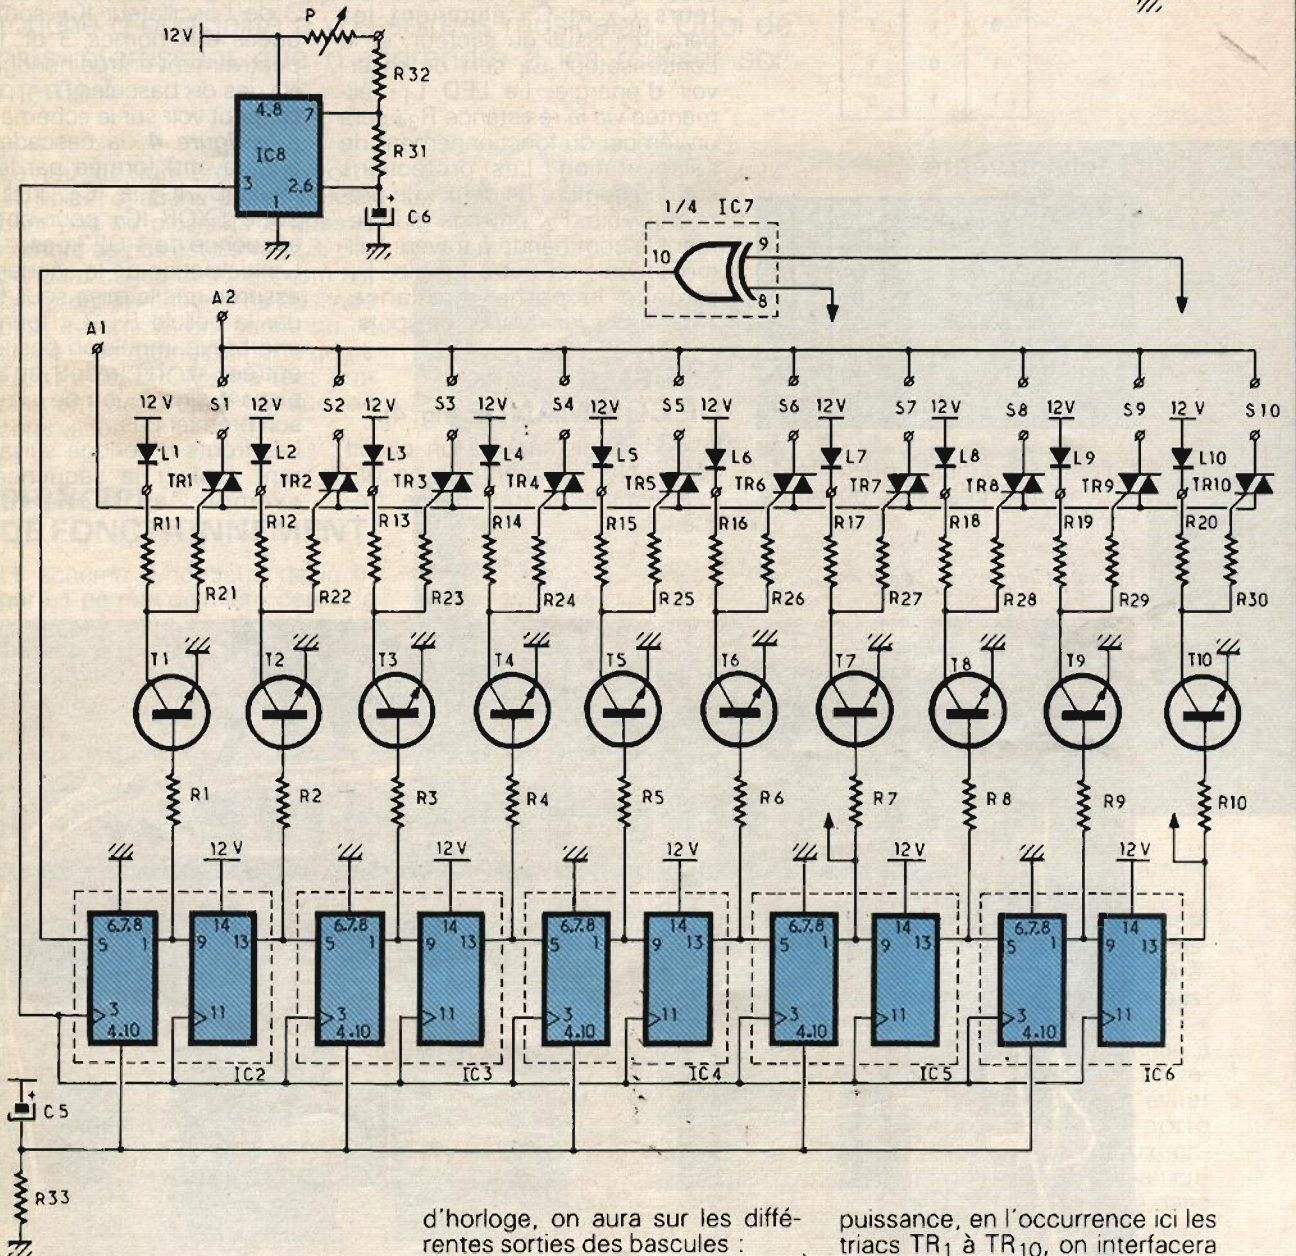 P
12V
R32
4.8
7
IC8
R31
3
2.6
1
C6
1/4 IC7
10
9
8
A2
A1
12V S1 12V S2 12V S3 12V S4 12V S5 12V S6 12V S7 12V S8 12V S9 12V S10
L1 L2 L3 L4 L5 L6 L7 L8 L9 L10
TR1 TR2 TR3 TR4 TR5 TR6 TR7 TR8 TR9 TR10
R11 R12 R13 R14 R15 R16 R17 R18 R19 R20
R21 R22 R23 R24 R25 R26 R27 R28 R29 R30
T1 T2 T3 T4 T5 T6 T7 T8 T9 T10
R1 R2 R3 R4 R5 R6 R7 R8 R9 R10
12V 12V 12V 12V 12V
6.7.8 14 6.7.8 14 6.7.8 14 6.7.8 14 6.7.8 14
5 1 9 13 5 1 9 13 5 1 9 13 5 1 9 13 5 1 9 13
3 11 3 11 3 11 3 11 3 11
4.10 4.10 4.10 4.10 4.10
IC2 IC3 IC4 IC5 IC6
C5
R33
d'horloge, on aura sur les diffé-
rentes sorties des bascules :
puissance, en l'occurrence ici les
triacs TR1 à TR10, on interfacera